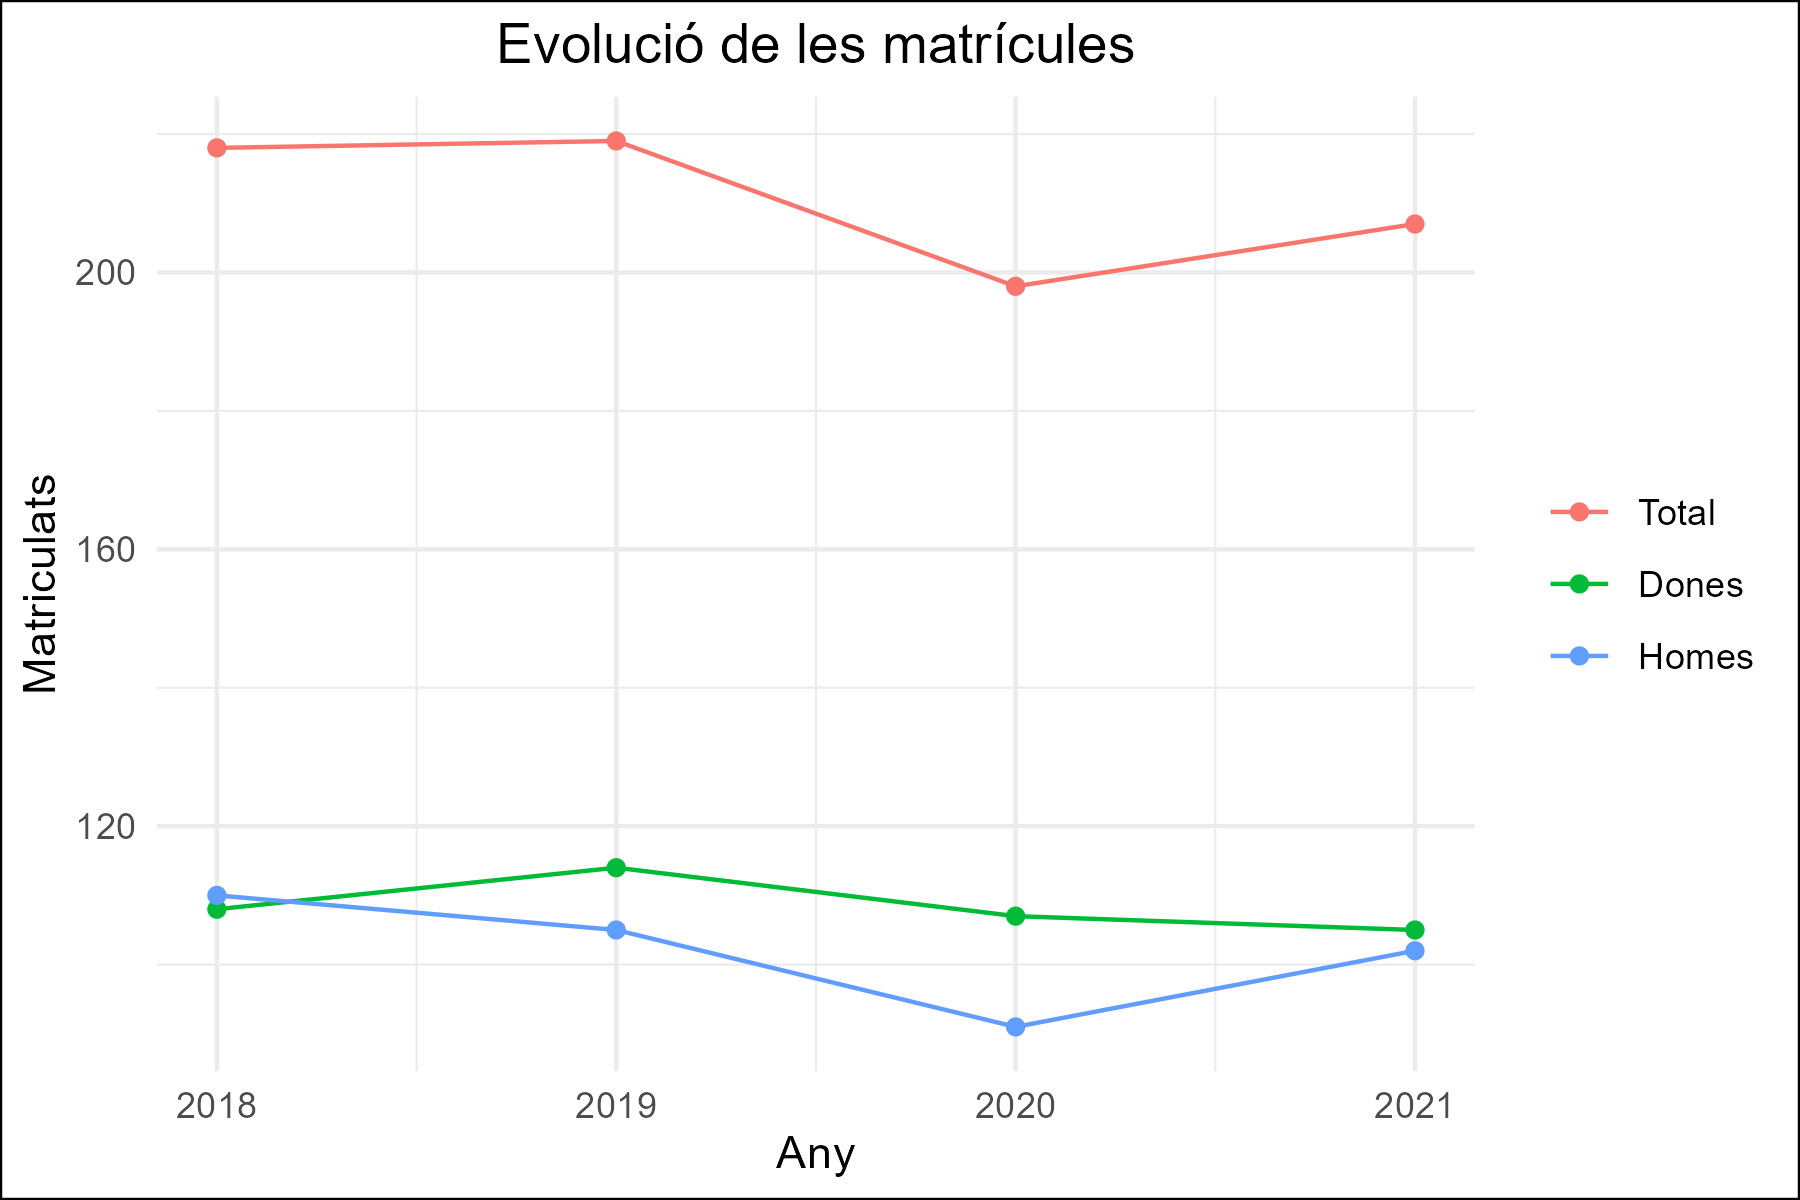 Evolució de les matrícules
Matriculats
200
160
120
2018
2019
2020
2021
Any
Total
Dones
Homes